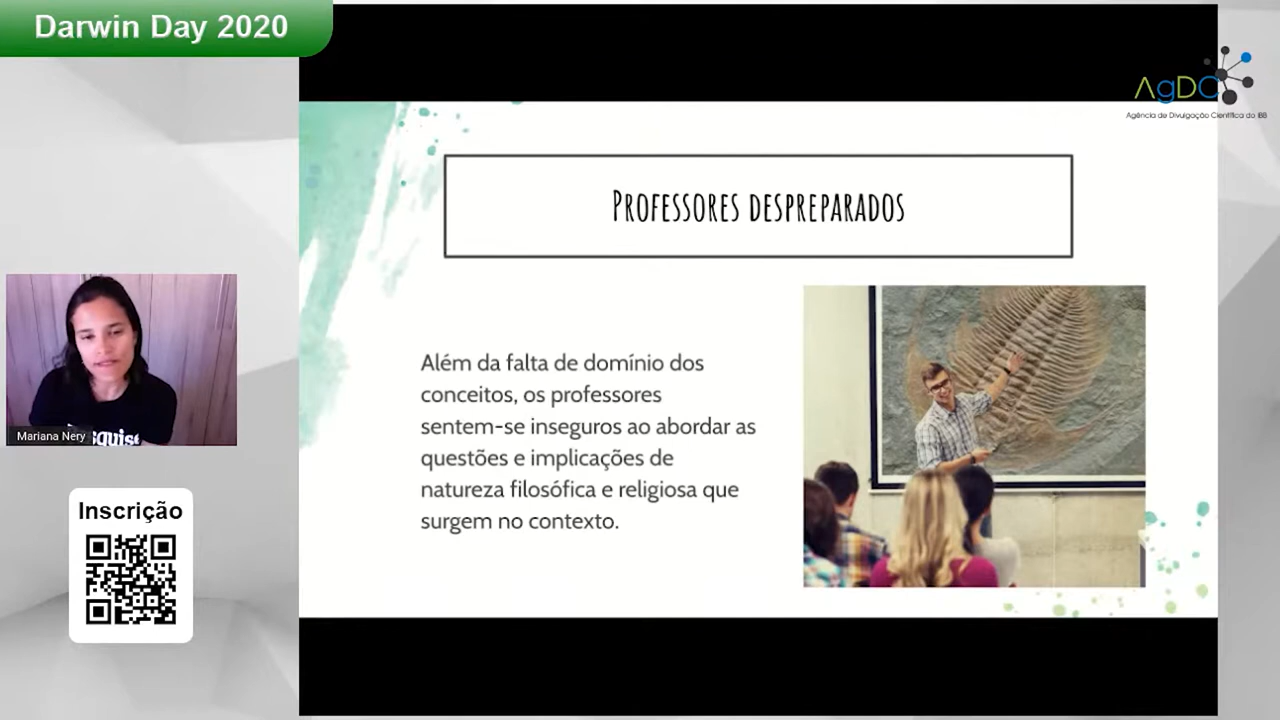 Darwin Day 2020
AgDC
Agência de Divulgação Científica do IBB
PROFESSORES DESPREPARADOS
Além da falta de domínio dos
conceitos, os professores
sentem-se inseguros ao abordar as
questões e implicações de
natureza filosófica e religiosa que
surgem no contexto.
Mariana Nery
Inscrição